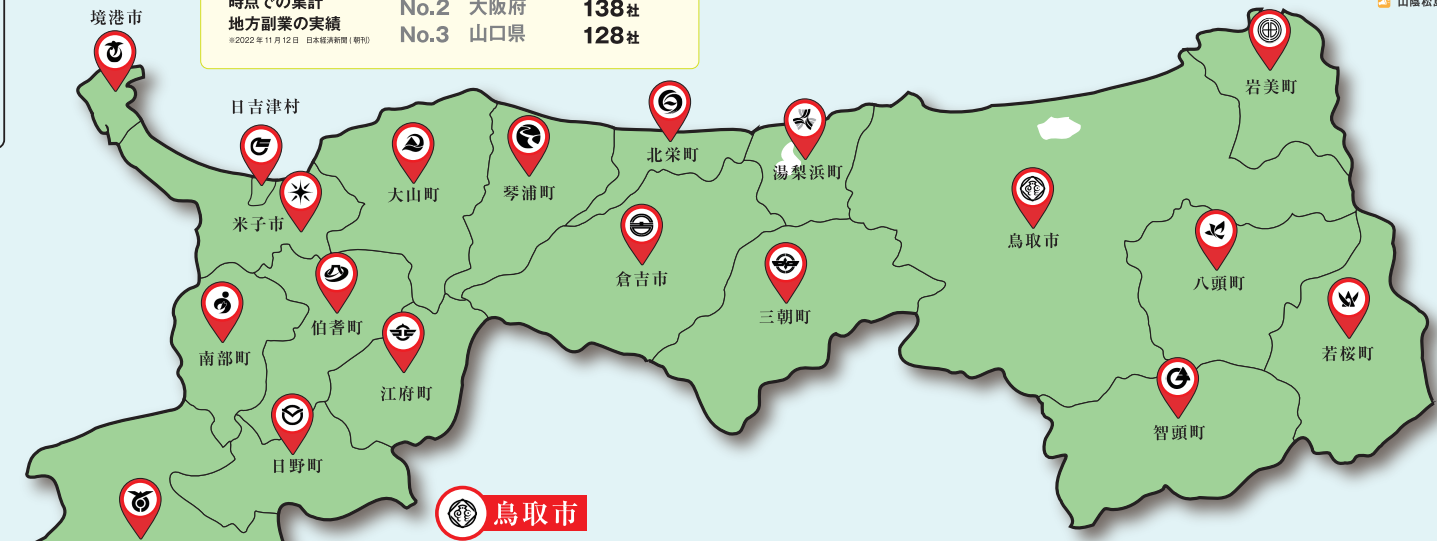 時点での集計
地方副業の実績
※2022年11月12日 日本経済新聞(朝刊)
No.2 大阪府 138社
No.3 山口県 128社
境港市
日吉津村
米子市
大山町
琴浦町
北栄町
湯梨浜町
鳥取市
岩美町
八頭町
若桜町
智頭町
倉吉市
三朝町
伯耆町
南部町
江府町
日野町
鳥取市